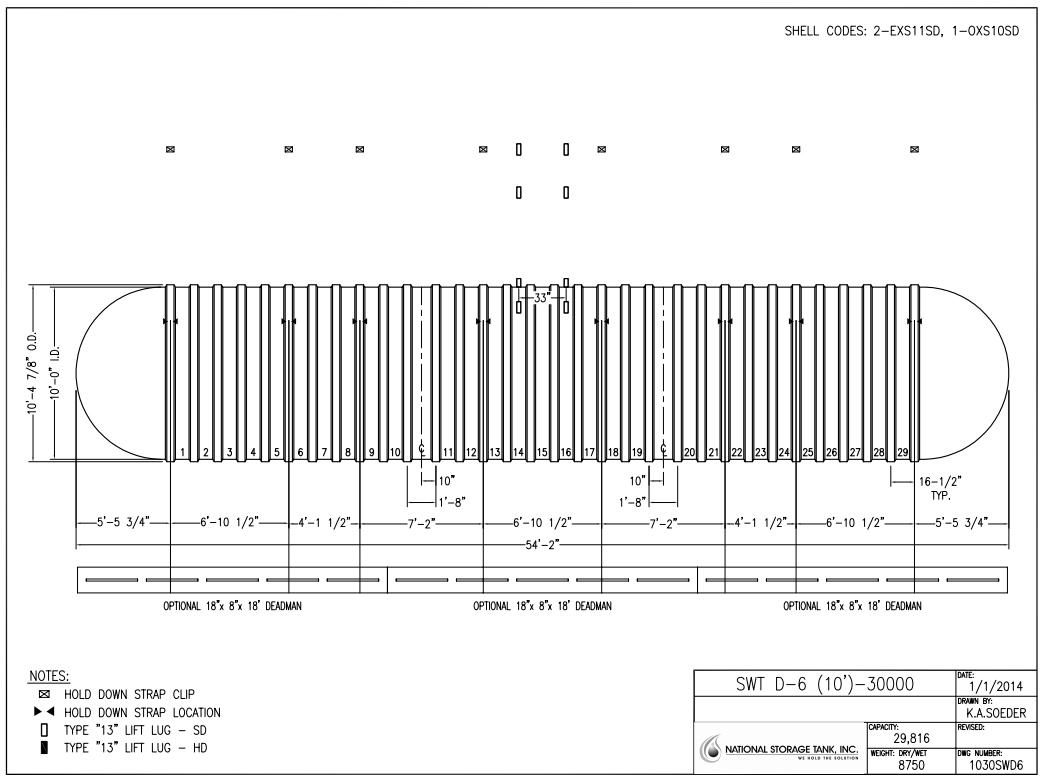 SHELL CODES: 2-EXS11SD, 1-OXS10SD
33"
10'-4 7/8" O.D.
10'-0" I.D.
1 2 3 4 5 6 7 8 9 10 ℄ 11 12 13 14 15 16 17 18 19 ℄ 20 21 22 23 24 25 26 27 28 29
10" 10" 16-1/2"
TYP.
1'-8" 1'-8"
5'-5 3/4" 6'-10 1/2" 4'-1 1/2" 7'-2" 6'-10 1/2" 7'-2" 4'-1 1/2" 6'-10 1/2" 5'-5 3/4"
54'-2"
OPTIONAL 18"x 8"x 18' DEADMAN OPTIONAL 18"x 8"x 18' DEADMAN OPTIONAL 18"x 8"x 18' DEADMAN
NOTES:
HOLD DOWN STRAP CLIP
HOLD DOWN STRAP LOCATION
TYPE "13" LIFT LUG - SD
TYPE "13" LIFT LUG - HD
SWT D-6 (10')-30000
DATE:
1/1/2014
DRAWN BY:
K.A.SOEDER
CAPACITY:
29,816
REVISED:
NATIONAL STORAGE TANK, INC.
WE HOLD THE SOLUTION
WEIGHT: DRY/WET
8750
DWG NUMBER:
1030SWD6